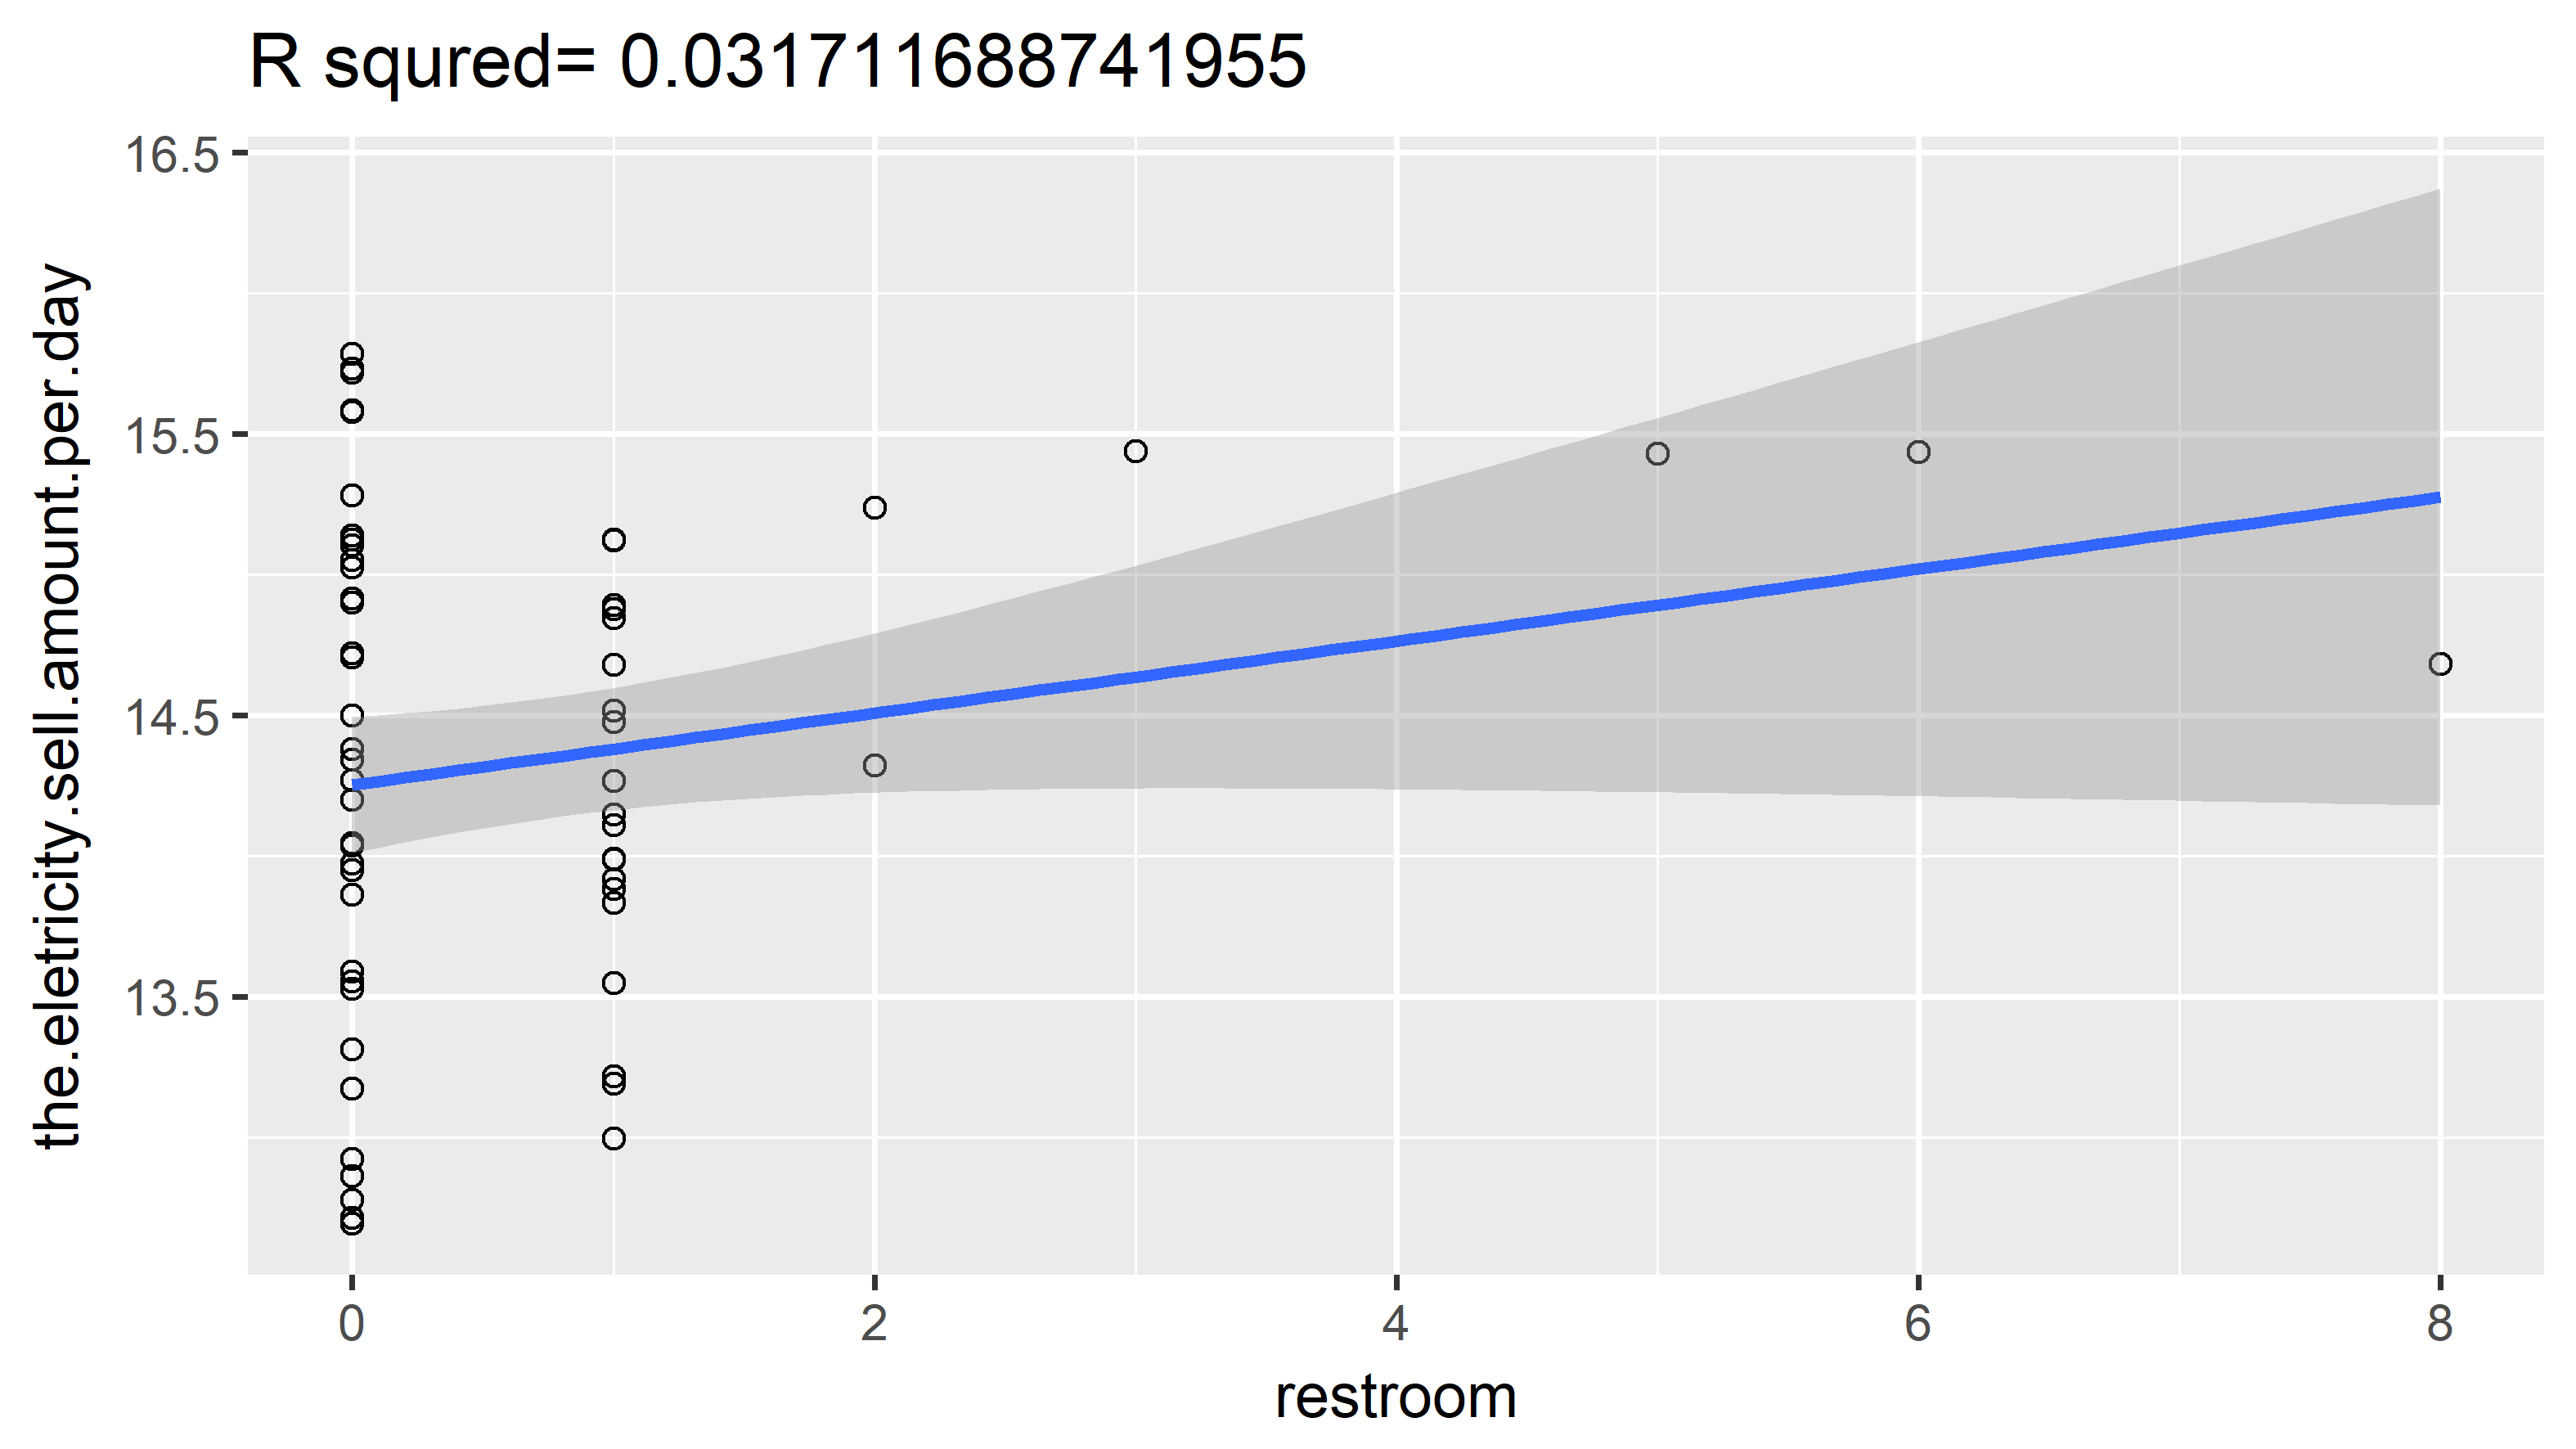 R squred= 0.031711688741955
the.eletricity.sell.amount.per.day
16.5
15.5
14.5
13.5
0 2 4 6 8
restroom